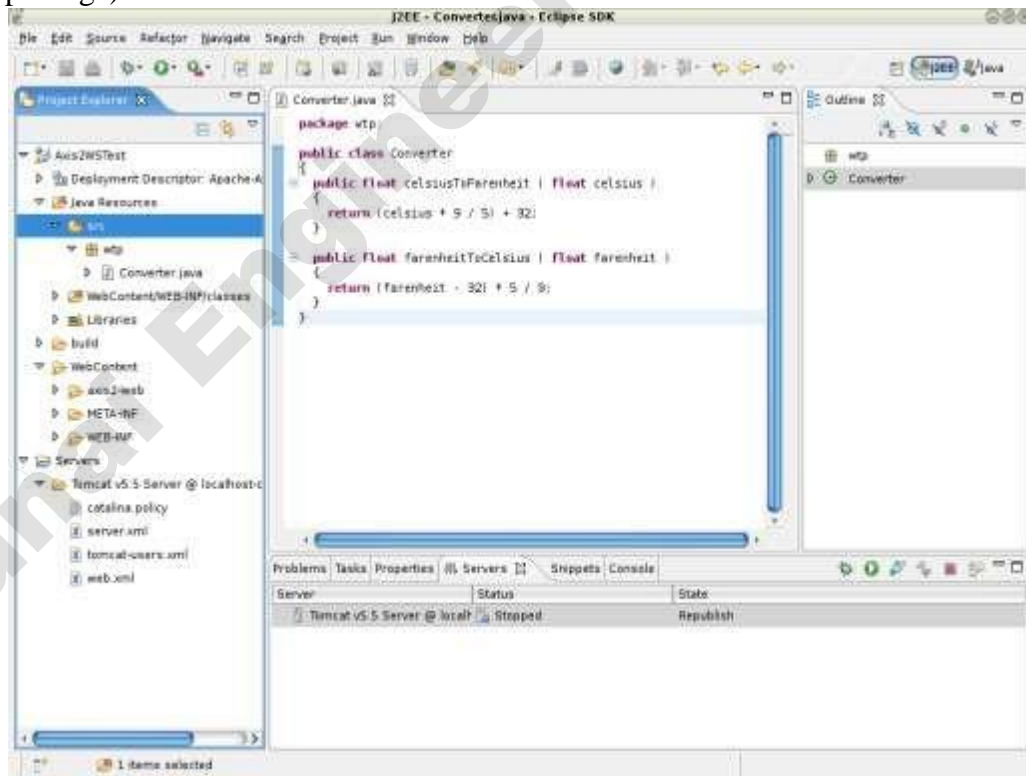 J2EE - Converter.java - Eclipse SDK
File Edit Source Refactor Navigate Search Project Run Window Help
J2EE Java
Project Explorer
Axis2WSTest
Deployment Descriptor: Apache-A
Java Resources
src
wtp
Converter.java
WebContent/WEB-INF/classes
Libraries
build
WebContent
axis2-web
META-INF
WEB-INF
Servers
Tomcat v5.5 Server @ localhost-c
catalina.policy
server.xml
tomcat-users.xml
web.xml
Converter.java
package wtp;
public class Converter
{
public float celsiusToFarenheit ( float celsius )
{
return (celsius * 9 / 5) + 32;
}
public float farenheitToCelsius ( float farenheit )
{
return (farenheit - 32) * 5 / 9;
}
}
Outline
wtp
Converter
Problems Tasks Properties Servers Snippets Console
Server Status State
Tomcat v5.5 Server @ localh Stopped Republish
1 items selected